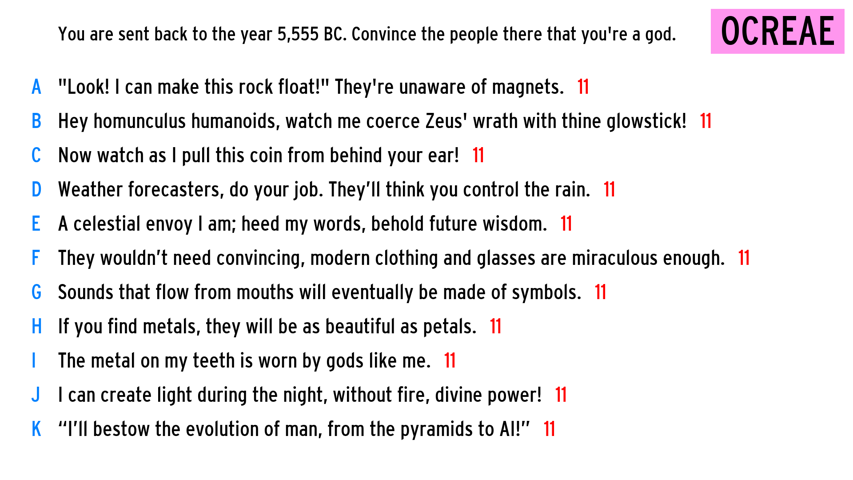 You are sent back to the year 5,555 BC. Convince the people there that you're a god.
OCREAE
A "Look! I can make this rock float!" They're unaware of magnets. 11
B Hey homunculus humanoids, watch me coerce Zeus' wrath with thine glowstick! 11
C Now watch as I pull this coin from behind your ear! 11
D Weather forecasters, do your job. They’ll think you control the rain. 11
E A celestial envoy I am; heed my words, behold future wisdom. 11
F They wouldn’t need convincing, modern clothing and glasses are miraculous enough. 11
G Sounds that flow from mouths will eventually be made of symbols. 11
H If you find metals, they will be as beautiful as petals. 11
I The metal on my teeth is worn by gods like me. 11
J I can create light during the night, without fire, divine power! 11
K “I’ll bestow the evolution of man, from the pyramids to AI!” 11